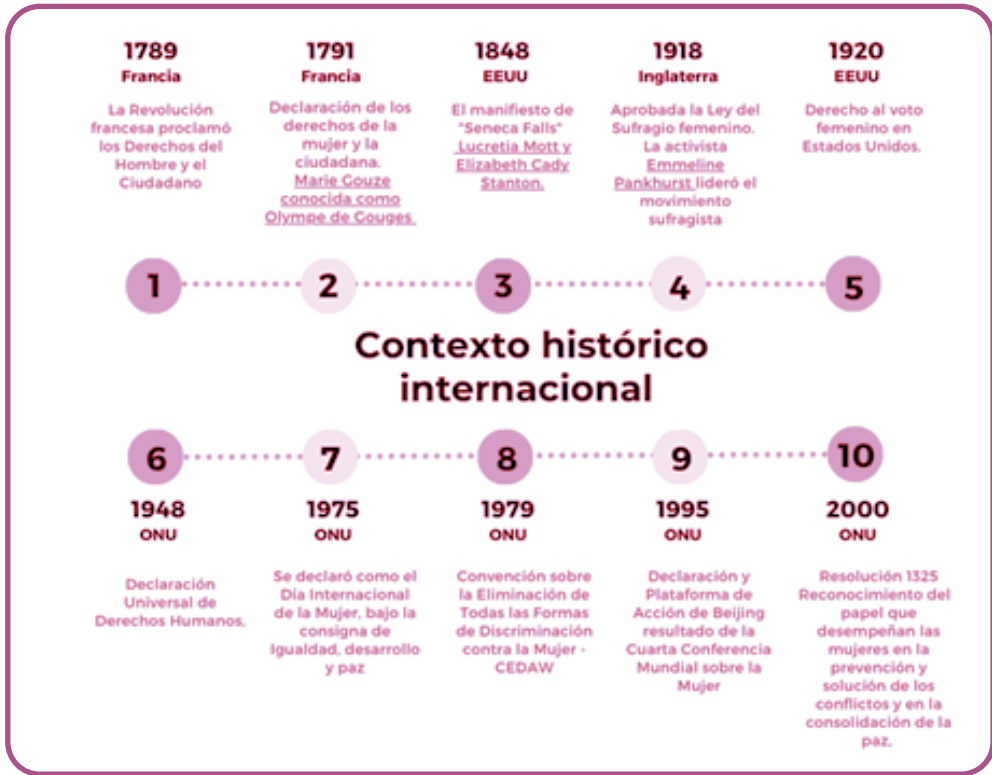 1789
Francia
La Revolución
francesa proclamó
los Derechos del
Hombre y el
Ciudadano
1791
Francia
Declaración de los
derechos de la
mujer y la
ciudadana.
Marie Gouze
conocida como
Olympe de Gouges
1848
EEUU
El manifiesto de
"Seneca Falls"
Lucretia Mott y
Elizabeth Cady
Stanton.
1918
Inglaterra
Aprobada la Ley del
Sufragio femenino.
La activista
Emmeline
Pankhurst lideró el
movimiento
sufragista
1920
EEUU
Derecho al voto
femenino en
Estados Unidos.
1
2
3
4
5
Contexto histórico
internacional
6
7
8
9
10
1948
ONU
Declaración
Universal de
Derechos Humanos.
1975
ONU
Se declaró como el
Día Internacional
de la Mujer, bajo la
consigna de
Igualdad, desarrollo
y paz
1979
ONU
Convención sobre
la Eliminación de
Todas las Formas
de Discriminación
contra la Mujer -
CEDAW
1995
ONU
Declaración y
Plataforma de
Acción de Beijing
resultado de la
Cuarta Conferencia
Mundial sobre la
Mujer
2000
ONU
Resolución 1325
Reconocimiento del
papel que
desempeñan las
mujeres en la
prevención y
solución de los
conflictos y en la
consolidación de la
paz.